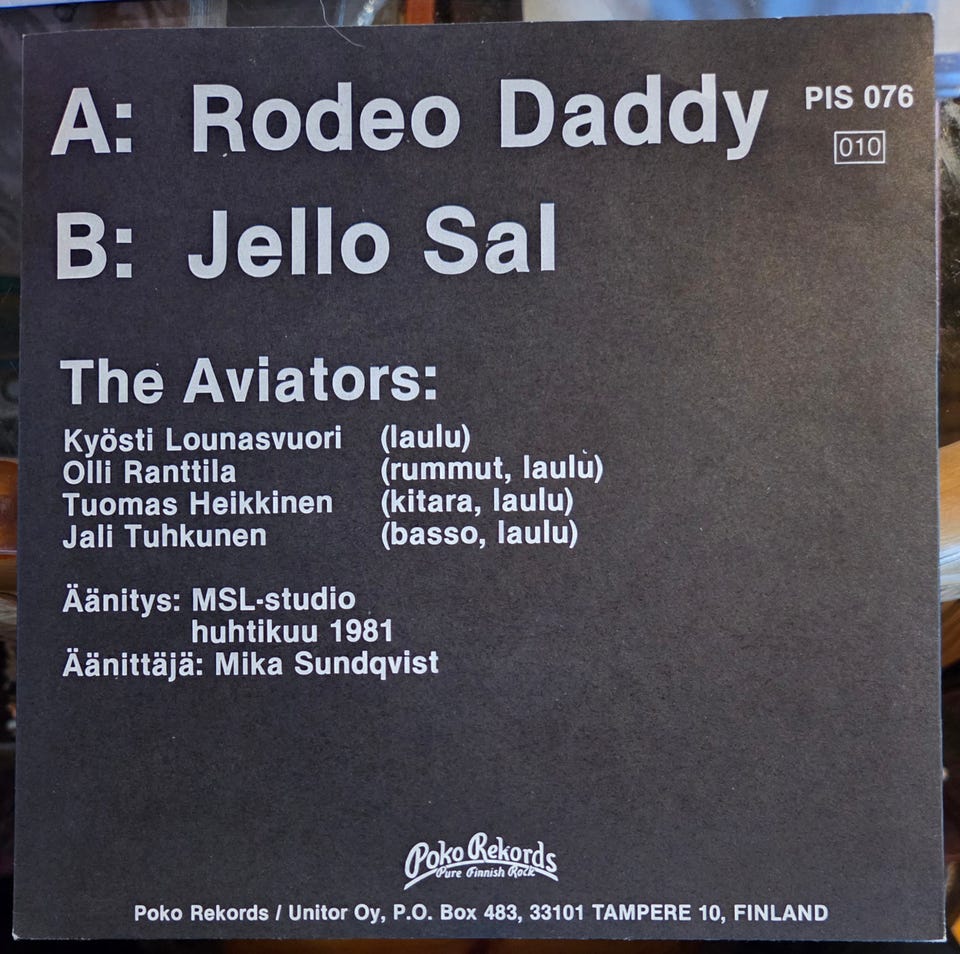 A: Rodeo Daddy
PIS 076
010
B: Jello Sal
The Aviators:
Kyösti Lounasvuori (laulu)
Olli Ranttila (rummut, laulu)
Tuomas Heikkinen (kitara, laulu)
Jali Tuhkunen (basso, laulu)
Äänitys: MSL-studio
huhtikuu 1981
Äänittäjä: Mika Sundqvist
Poko Rekords
Pure Finnish Rock
Poko Rekords / Unitor Oy, P.O. Box 483, 33101 TAMPERE 10, FINLAND